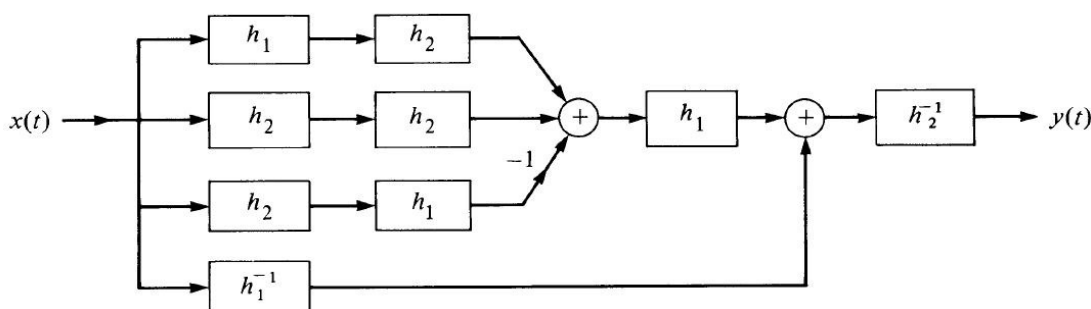 h₁ h₂
x(t) h₂ h₂ + h₁ + h₂⁻¹ y(t)
−1
h₂ h₁
h₁⁻¹